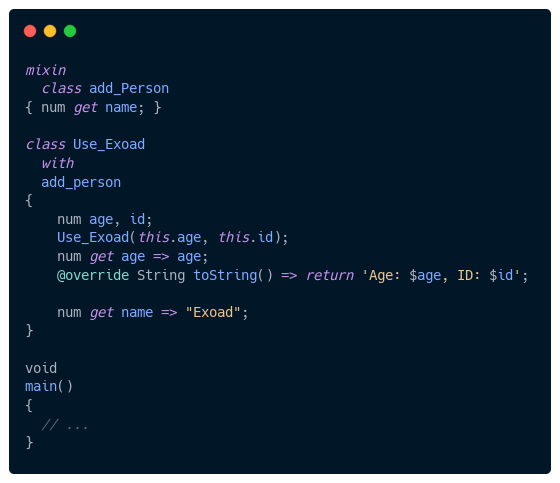 mixin
  class add_Person
{ num get name; }

class Use_Exoad
  with
  add_person
{
    num age, id;
    Use_Exoad(this.age, this.id);
    num get age => age;
    @override String toString() => return 'Age: $age, ID: $id';

    num get name => "Exoad";
}

void
main()
{
  // ...
}